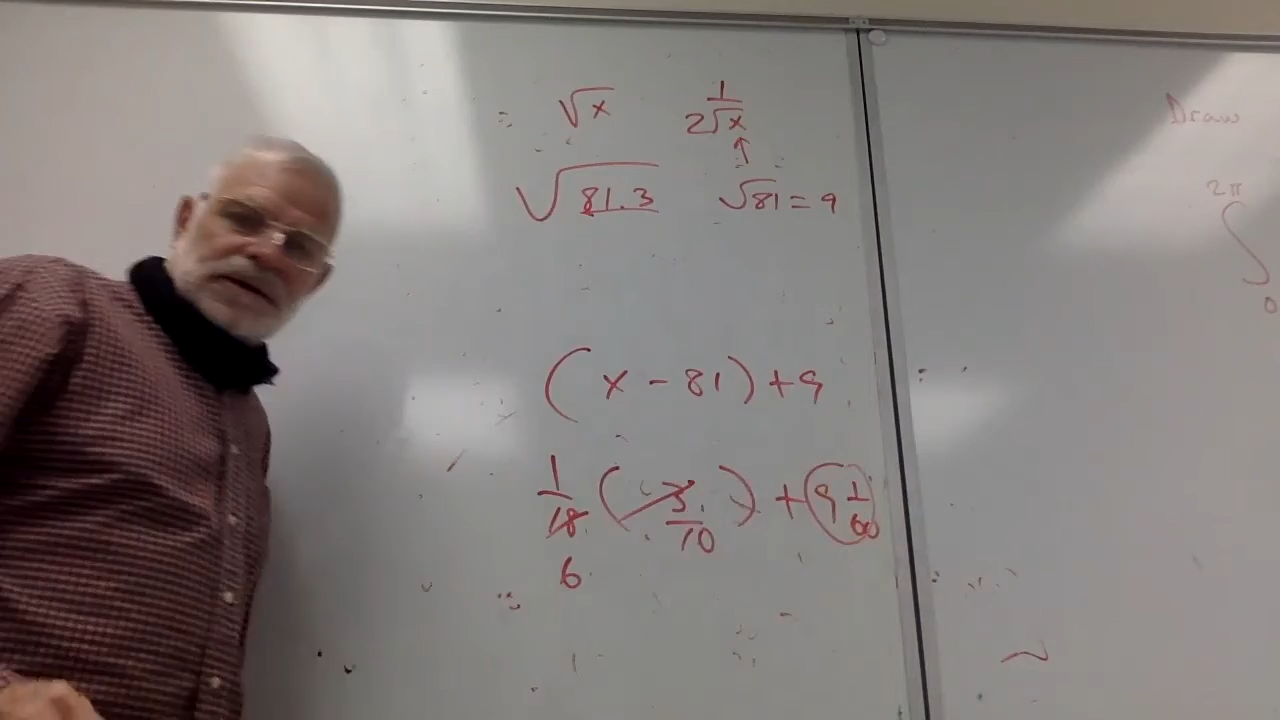 √x 1/(2√x)
↑
√81.3 √81 = 9
(x - 81) + 9
1/18 (3/10) + 9 1/60
6
Draw
2π
∫
0